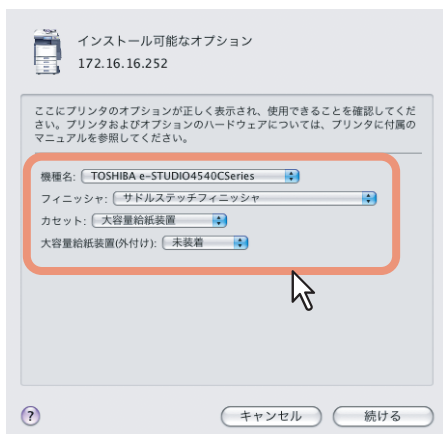 インストール可能なオプション
172.16.16.252
ここにプリンタのオプションが正しく表示され、使用できることを確認してくだ
さい。プリンタおよびオプションのハードウェアについては、プリンタに付属の
マニュアルを参照してください。
機種名: TOSHIBA e-STUDIO4540CSeries
フィニッシャ: サドルステッチフィニッシャ
カセット: 大容量給紙装置
大容量給紙装置(外付け): 未装着
? キャンセル 続ける